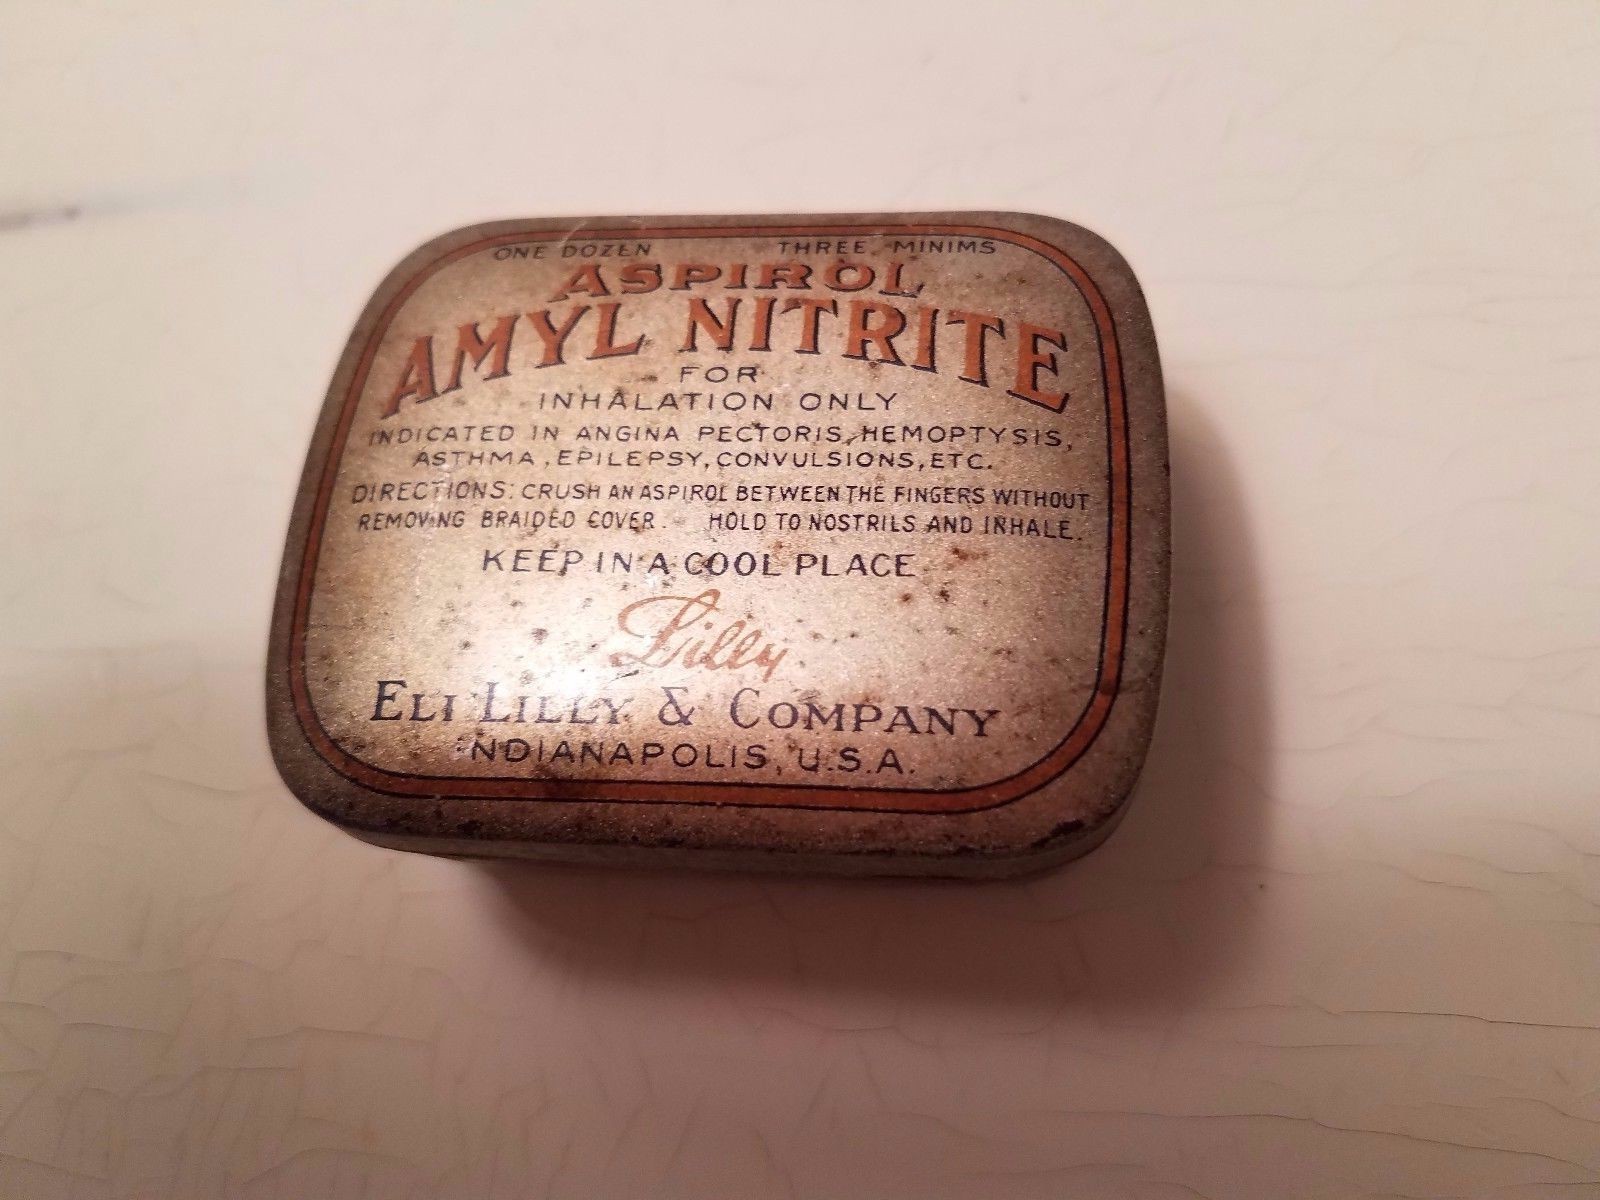 ONE DOZEN THREE MINIMS
ASPIROL
AMYL NITRITE
FOR
INHALATION ONLY
INDICATED IN ANGINA PECTORIS, HEMOPTYSIS,
ASTHMA, EPILEPSY, CONVULSIONS, ETC.
DIRECTIONS: CRUSH AN ASPIROL BETWEEN THE FINGERS WITHOUT
REMOVING BRAIDED COVER. HOLD TO NOSTRILS AND INHALE.
KEEP IN A COOL PLACE
Lilly
ELI LILLY & COMPANY
INDIANAPOLIS, U.S.A.